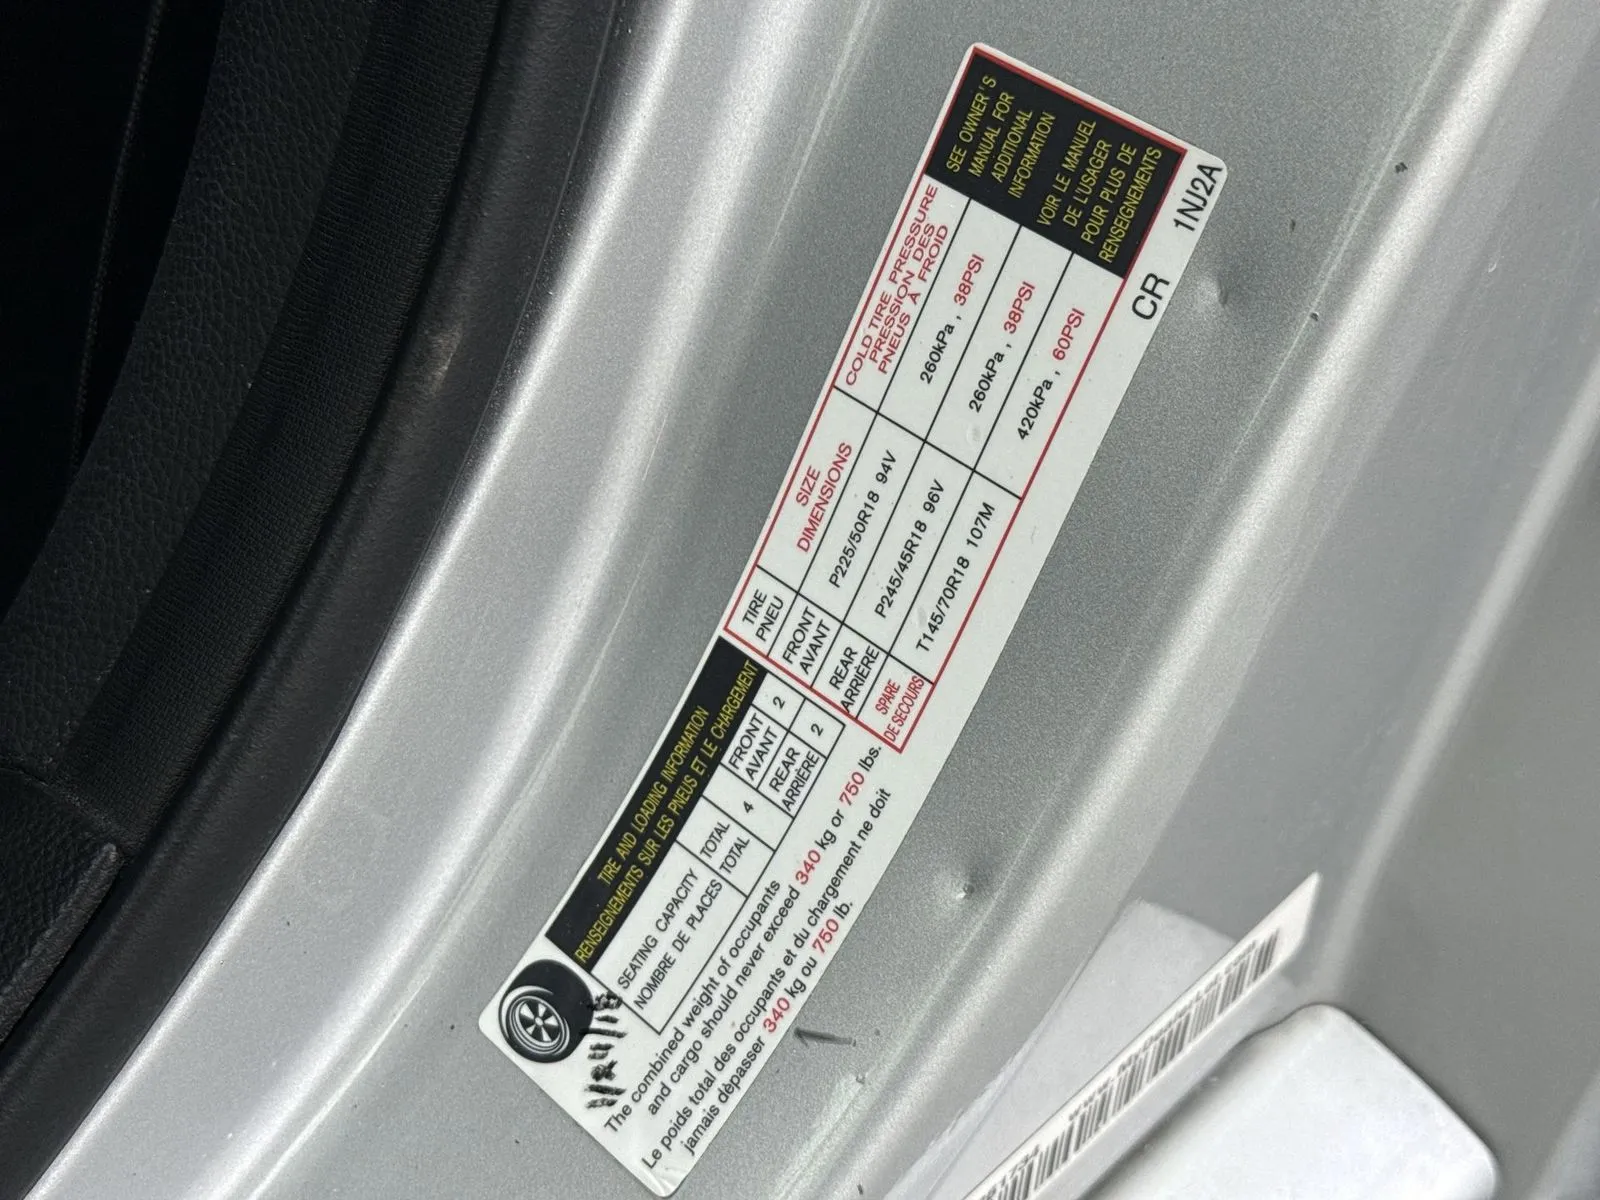 TIRE AND LOADING INFORMATION
RENSEIGNEMENTS SUR LES PNEUS ET LE CHARGEMENT
SEATING CAPACITY
NOMBRE DE PLACES
TOTAL
TOTAL
4
FRONT
AVANT
2
REAR
ARRIÈRE
2
The combined weight of occupants
and cargo should never exceed 340 kg or 750 lbs.
Le poids total des occupants et du chargement ne doit
jamais dépasser 340 kg ou 750 lb.
TIRE
PNEU
SIZE
DIMENSIONS
COLD TIRE PRESSURE
PRESSION DES
PNEUS À FROID
FRONT
AVANT
P225/50R18 94V
260kPa, 38PSI
REAR
ARRIÈRE
P245/45R18 96V
260kPa, 38PSI
SPARE
DE SECOURS
T145/70R18 107M
420kPa, 60PSI
SEE OWNER'S
MANUAL FOR
ADDITIONAL
INFORMATION
VOIR LE MANUEL
DE L'USAGER
POUR PLUS DE
RENSEIGNEMENTS
CR 1NJ2A